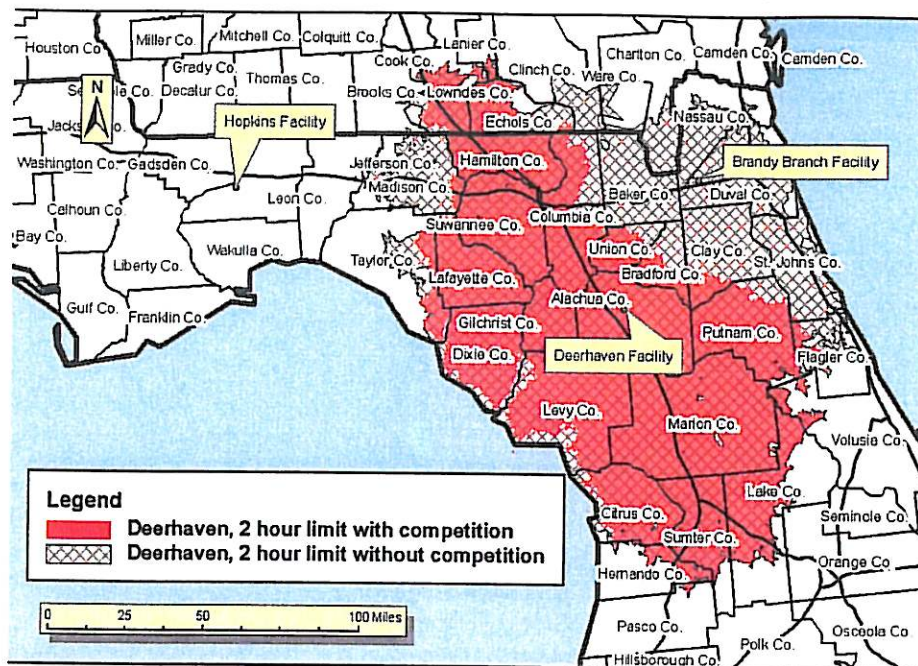 Houston Co.
Miller Co.
Mitchell Co.
Colquitt Co.
Lanier Co.
Cook Co.
Clinch Co.
Ware Co.
Charlton Co.
Camden Co.
Camden Co.
Grady Co.
Decatur Co.
Thomas Co.
Brooks Co.
Lowndes Co.
Echols Co.
Nassau Co.
N
Hopkins Facility
Washington Co.
Gadsden Co.
Jefferson Co.
Hamilton Co.
Brandy Branch Facility
Madison Co.
Leon Co.
Baker Co.
Duval Co.
Calhoun Co.
Columbia Co.
Suwannee Co.
Bay Co.
Liberty Co.
Wakulla Co.
Taylor Co.
Union Co.
Clay Co.
St. Johns Co.
Lafayette Co.
Bradford Co.
Gulf Co.
Franklin Co.
Alachua Co.
Gilchrist Co.
Putnam Co.
Dixie Co.
Deerhaven Facility
Flagler Co.
Levy Co.
Marion Co.
Volusia Co.
Legend
Deerhaven, 2 hour limit with competition
Deerhaven, 2 hour limit without competition
Lake Co.
Citrus Co.
Seminole Co.
Sumter Co.
Orange Co.
Hernando Co.
0 25 50 100 Miles
Pasco Co.
Polk Co.
Osceola Co.
Hillsborough Co.